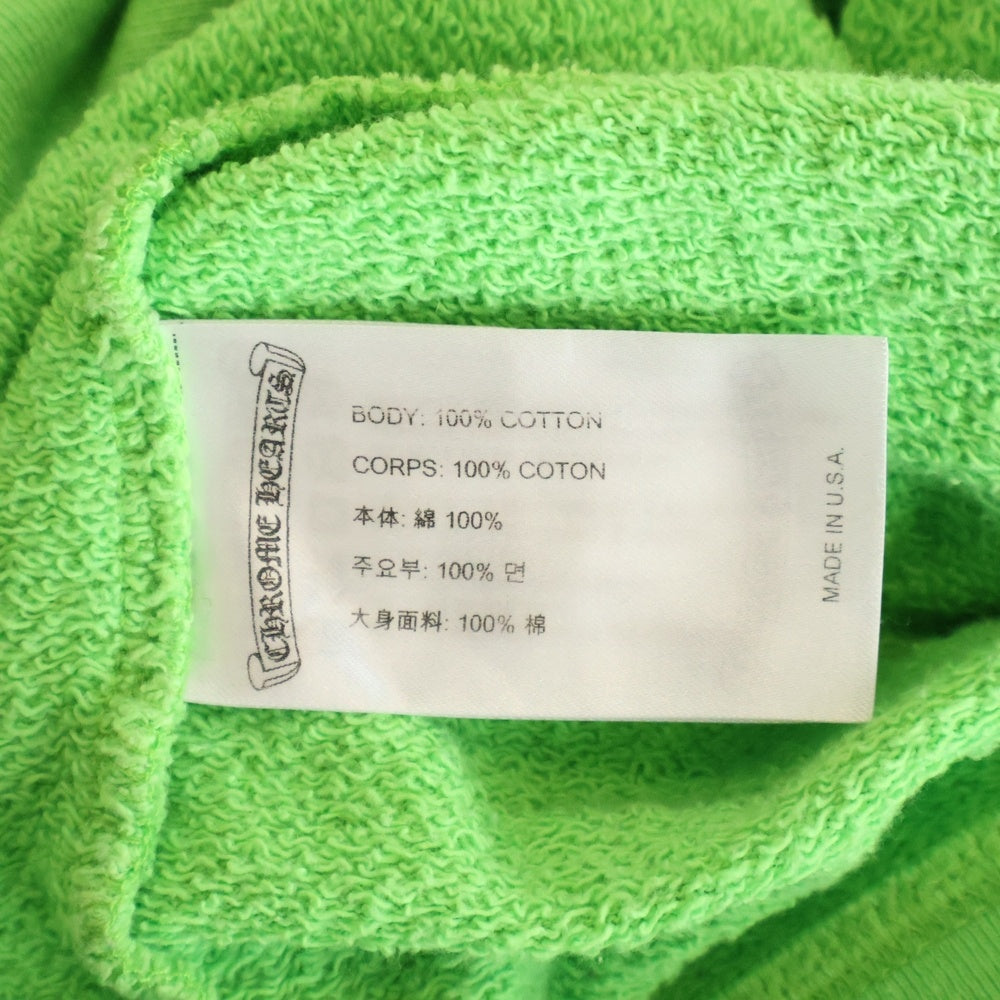 CHROME HEARTS
BODY: 100% COTTON
CORPS: 100% COTON
本体: 綿 100%
주요부: 100% 면
大身面料: 100% 棉
MADE IN U.S.A.